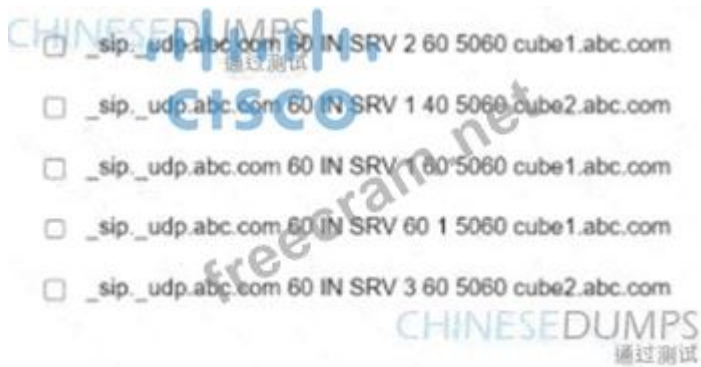 CHINESEDUMPS
通过测试
_sip._udp.abc.com 60 IN SRV 2 60 5060 cube1.abc.com
CISCO
_sip._udp.abc.com 60 IN SRV 1 40 5060 cube2.abc.com
_sip._udp.abc.com 60 IN SRV 1 60 5060 cube1.abc.com
freecram.net
_sip._udp.abc.com 60 IN SRV 60 1 5060 cube1.abc.com
_sip._udp.abc.com 60 IN SRV 3 60 5060 cube2.abc.com
CHINESEDUMPS
通过测试